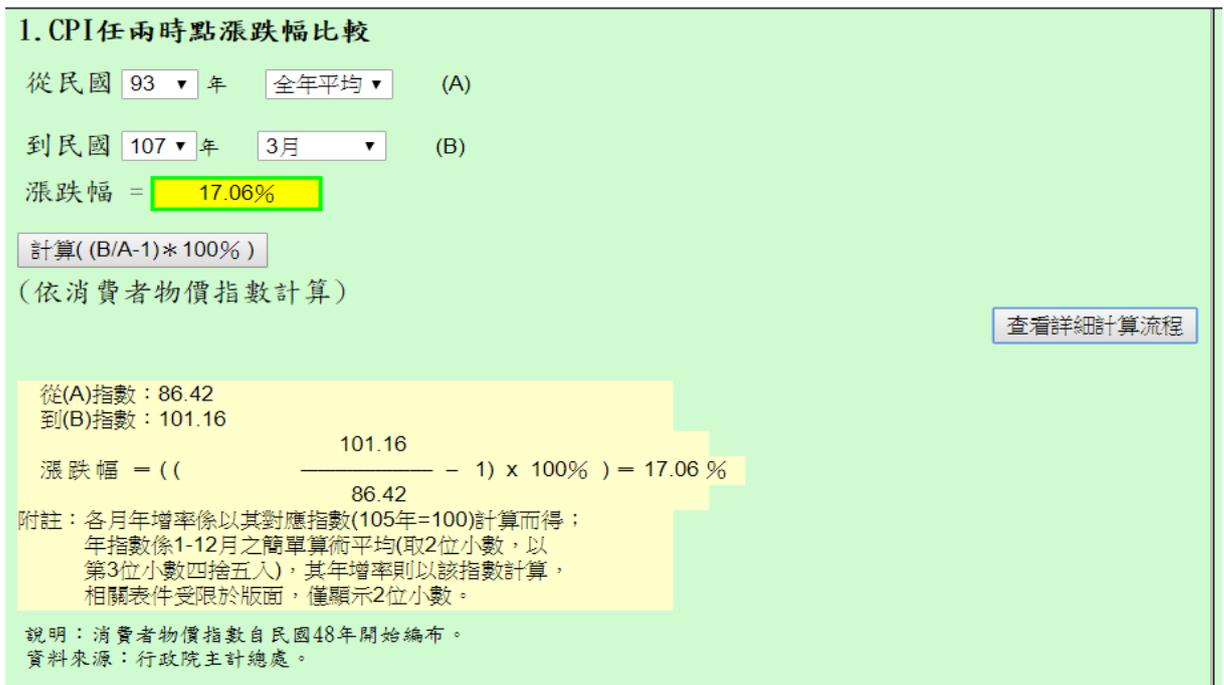 1.CPI任兩時點漲跌幅比較
從民國 93 年 全年平均 (A)
到民國 107 年 3月 (B)
漲跌幅 = 17.06%
計算( (B/A-1)*100% )
(依消費者物價指數計算)
查看詳細計算流程
從(A)指數：86.42
到(B)指數：101.16
101.16
漲跌幅 ＝ ( ( ──────── － 1) x 100% ) ＝ 17.06 %
86.42
附註：各月年增率係以其對應指數(105年=100)計算而得；
年指數係1-12月之簡單算術平均(取2位小數，以
第3位小數四捨五入)，其年增率則以該指數計算，
相關表件受限於版面，僅顯示2位小數。
說明：消費者物價指數自民國48年開始編布。
資料來源：行政院主計總處。